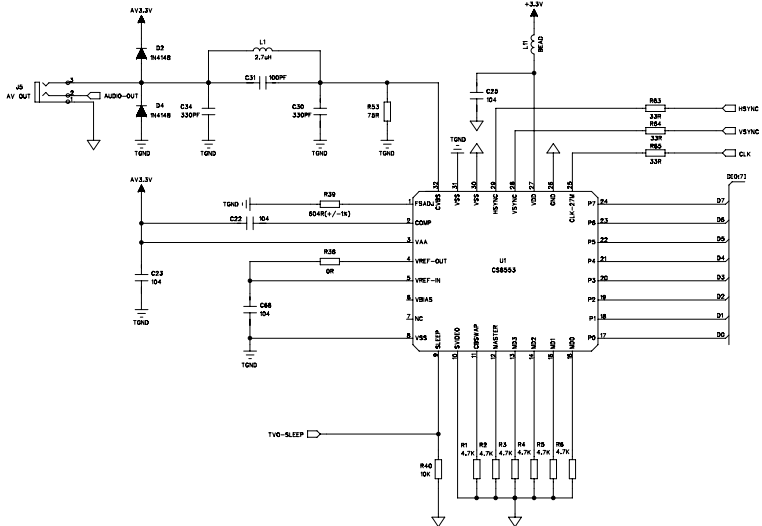 AV3.3V
+3.3V
D2
1N4148
L1
2.7uH
L11
BEAD
J5
AV OUT
3
2
1
AUDIO-OUT
C31
100PF
D4
1N4148
C34
330PF
C30
330PF
R53
75R
C20
104
R63
33R
HSYNC
R64
33R
VSYNC
R65
33R
CLK
TGND
TGND
TGND
TGND
TGND
32
31
30
29
28
27
26
25
CVBS
VSS
VSS
HSYNC
VSYNC
VDD
GND
CLK-27M
DI0[7]
AV3.3V
TGND
R39
604R(+/-1%)
C22
104
1
FSADJ
2
COMP
3
VAA
R38
0R
4
VREF-OUT
5
VREF-IN
6
VBIAS
7
NC
8
VSS
U1
CS8553
P7
24
D7
P6
23
D6
P5
22
D5
P4
21
D4
P3
20
D3
P2
19
D2
P1
18
D1
P0
17
D0
C23
104
TGND
C68
104
TGND
SLEEP
SVIDEO
CBSWAP
MASTER
MD3
MD2
MD1
MD0
9
10
11
12
13
14
15
TVO-SLEEP
R40
10K
R1
4.7K
R2
4.7K
R3
4.7K
R4
4.7K
R5
4.7K
R6
4.7K